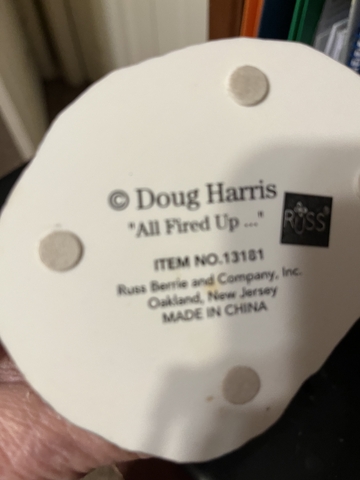 © Doug Harris
"All Fired Up ..."
RUSS
ITEM NO.13181
Russ Berrie and Company, Inc.
Oakland, New Jersey
MADE IN CHINA